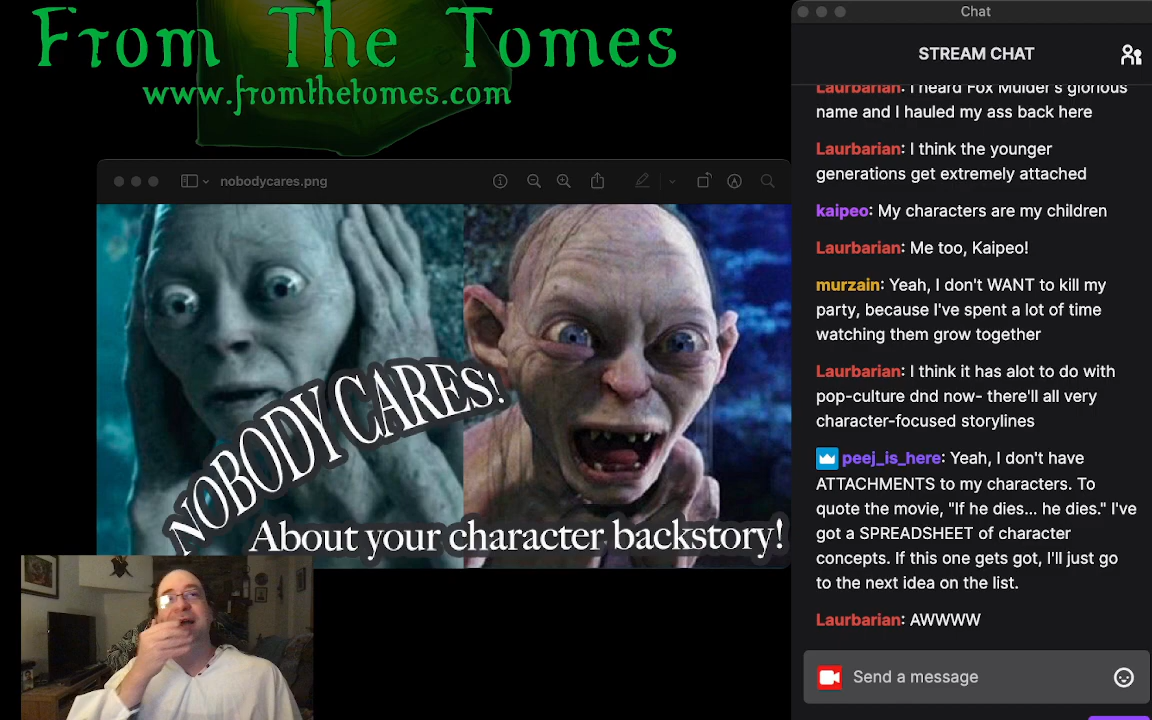 From The Tomes
www.fromthetomes.com
nobodycares.png
NOBODY CARES!
About your character backstory!
Chat
STREAM CHAT
Laurbarian: I heard Fox Mulder's glorious
name and I hauled my ass back here
Laurbarian: I think the younger
generations get extremely attached
kaipeo: My characters are my children
Laurbarian: Me too, Kaipeo!
murzain: Yeah, I don't WANT to kill my
party, because I've spent a lot of time
watching them grow together
Laurbarian: I think it has alot to do with
pop-culture dnd now- there'll all very
character-focused storylines
peej_is_here: Yeah, I don't have
ATTACHMENTS to my characters. To
quote the movie, "If he dies... he dies." I've
got a SPREADSHEET of character
concepts. If this one gets got, I'll just go
to the next idea on the list.
Laurbarian: AWWWW
Send a message